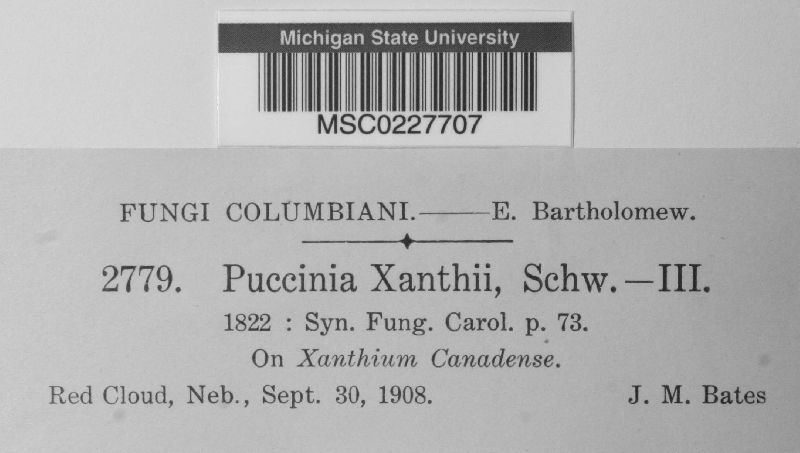 Michigan State University
MSC0227707
FUNGI COLUMBIANI.——E. Bartholomew.
2779. Puccinia Xanthii, Schw.—III.
1822 : Syn. Fung. Carol. p. 73.
On Xanthium Canadense.
Red Cloud, Neb., Sept. 30, 1908. J. M. Bates